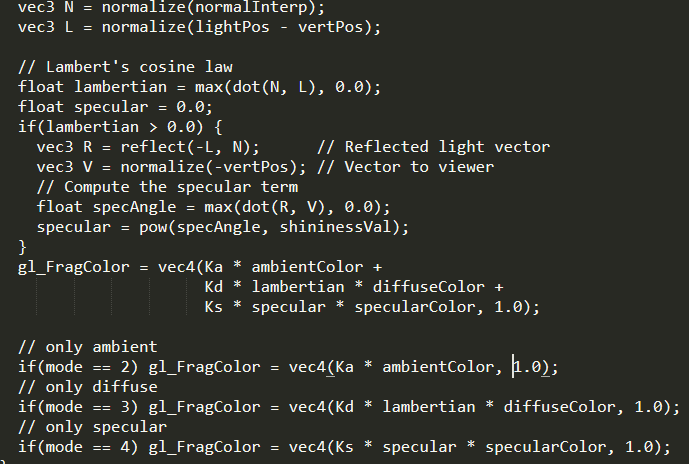 vec3 N = normalize(normalInterp);
vec3 L = normalize(lightPos - vertPos);
// Lambert's cosine law
float lambertian = max(dot(N, L), 0.0);
float specular = 0.0;
if(lambertian > 0.0) {
vec3 R = reflect(-L, N);      // Reflected light vector
vec3 V = normalize(-vertPos); // Vector to viewer
// Compute the specular term
float specAngle = max(dot(R, V), 0.0);
specular = pow(specAngle, shininessVal);
}
gl_FragColor = vec4(Ka * ambientColor +
Kd * lambertian * diffuseColor +
Ks * specular * specularColor, 1.0);
// only ambient
if(mode == 2) gl_FragColor = vec4(Ka * ambientColor, 1.0);
// only diffuse
if(mode == 3) gl_FragColor = vec4(Kd * lambertian * diffuseColor, 1.0);
// only specular
if(mode == 4) gl_FragColor = vec4(Ks * specular * specularColor, 1.0);